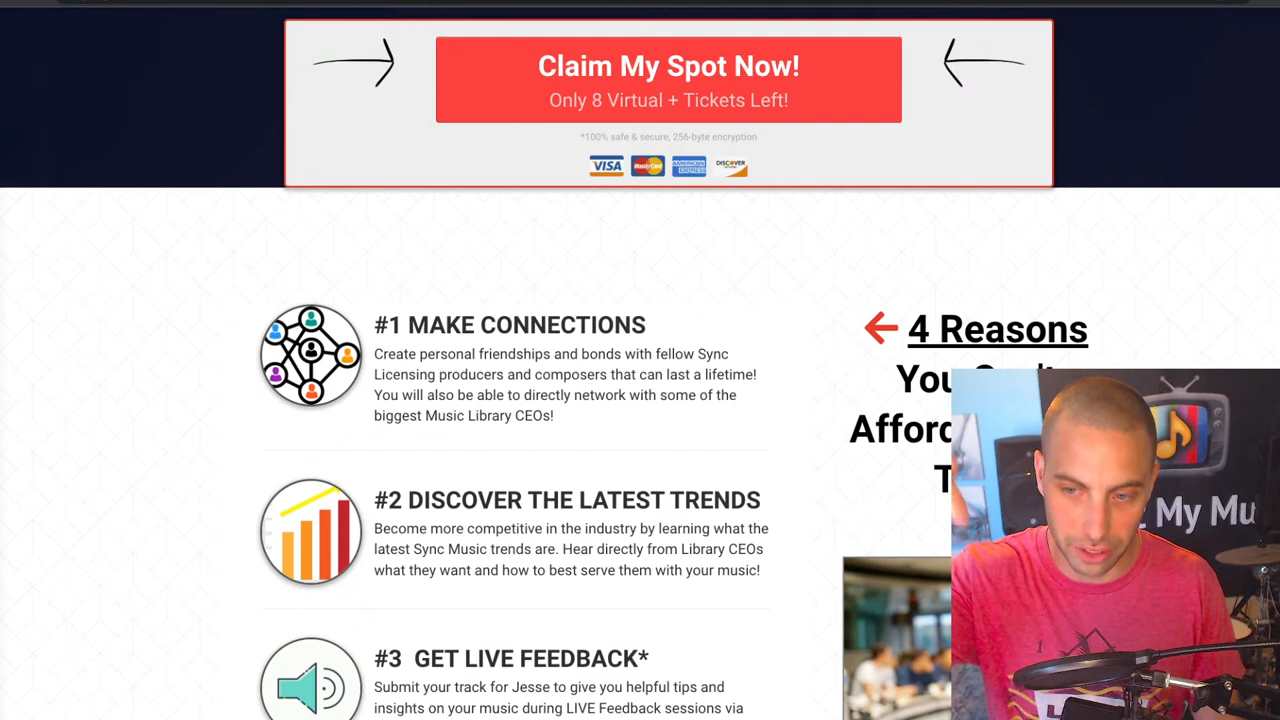 Claim My Spot Now!
Only 8 Virtual + Tickets Left!
*100% safe & secure, 256-byte encryption
VISA MasterCard AMERICAN EXPRESS DISCOVER
#1 MAKE CONNECTIONS
Create personal friendships and bonds with fellow Sync
Licensing producers and composers that can last a lifetime!
You will also be able to directly network with some of the
biggest Music Library CEOs!
#2 DISCOVER THE LATEST TRENDS
Become more competitive in the industry by learning what the
latest Sync Music trends are. Hear directly from Library CEOs
what they want and how to best serve them with your music!
#3 GET LIVE FEEDBACK*
Submit your track for Jesse to give you helpful tips and
insights on your music during LIVE Feedback sessions via
4 Reasons
You
Afford
My Mu